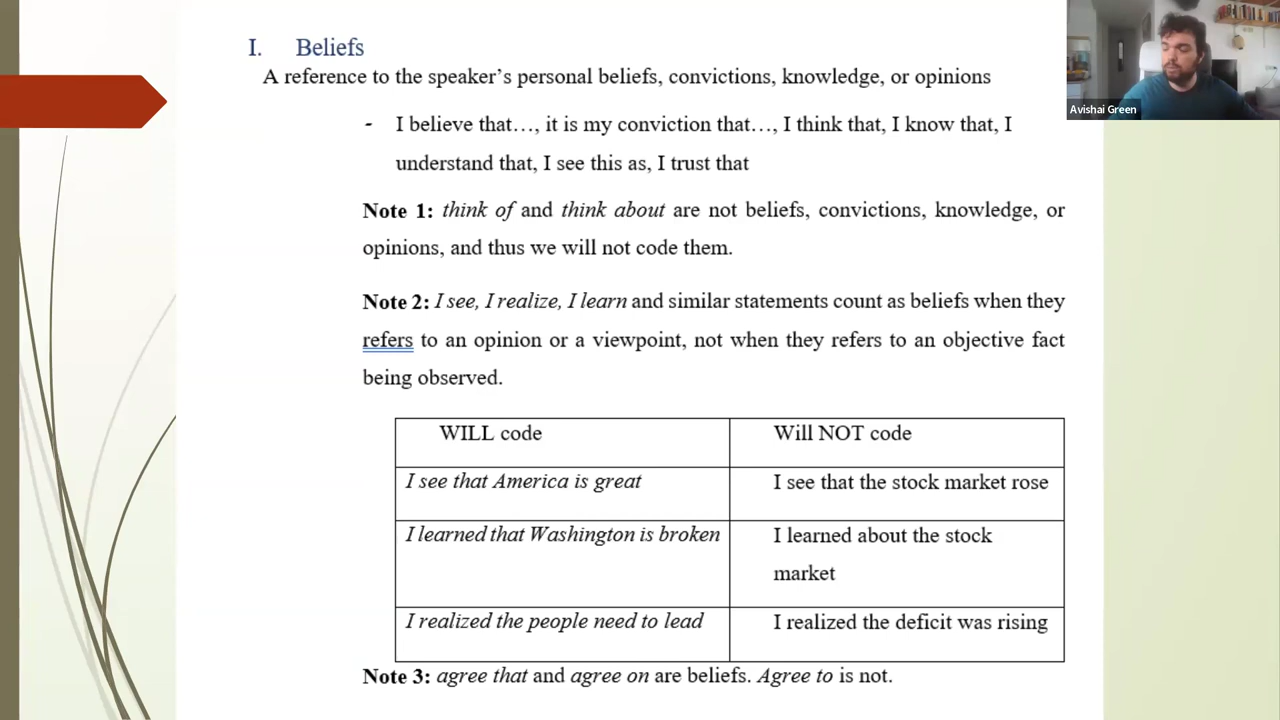 I. Beliefs
A reference to the speaker's personal beliefs, convictions, knowledge, or opinions
- I believe that…, it is my conviction that…, I think that, I know that, I
understand that, I see this as, I trust that
Note 1: think of and think about are not beliefs, convictions, knowledge, or
opinions, and thus we will not code them.
Note 2: I see, I realize, I learn and similar statements count as beliefs when they
refers to an opinion or a viewpoint, not when they refers to an objective fact
being observed.
WILL code
Will NOT code
I see that America is great
I see that the stock market rose
I learned that Washington is broken
I learned about the stock
market
I realized the people need to lead
I realized the deficit was rising
Note 3: agree that and agree on are beliefs. Agree to is not.
Avishai Green